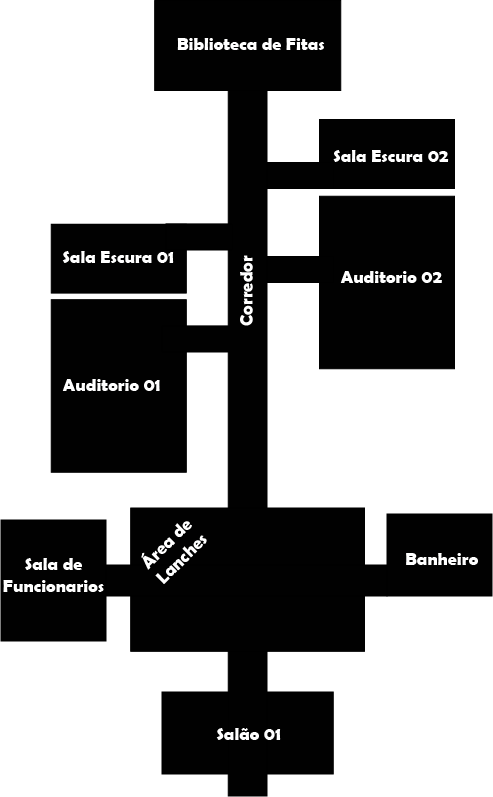 Biblioteca de Fitas
Sala Escura 02
Sala Escura 01
Corredor
Auditorio 02
Auditorio 01
Área de
Lanches
Sala de
Funcionarios
Banheiro
Salão 01